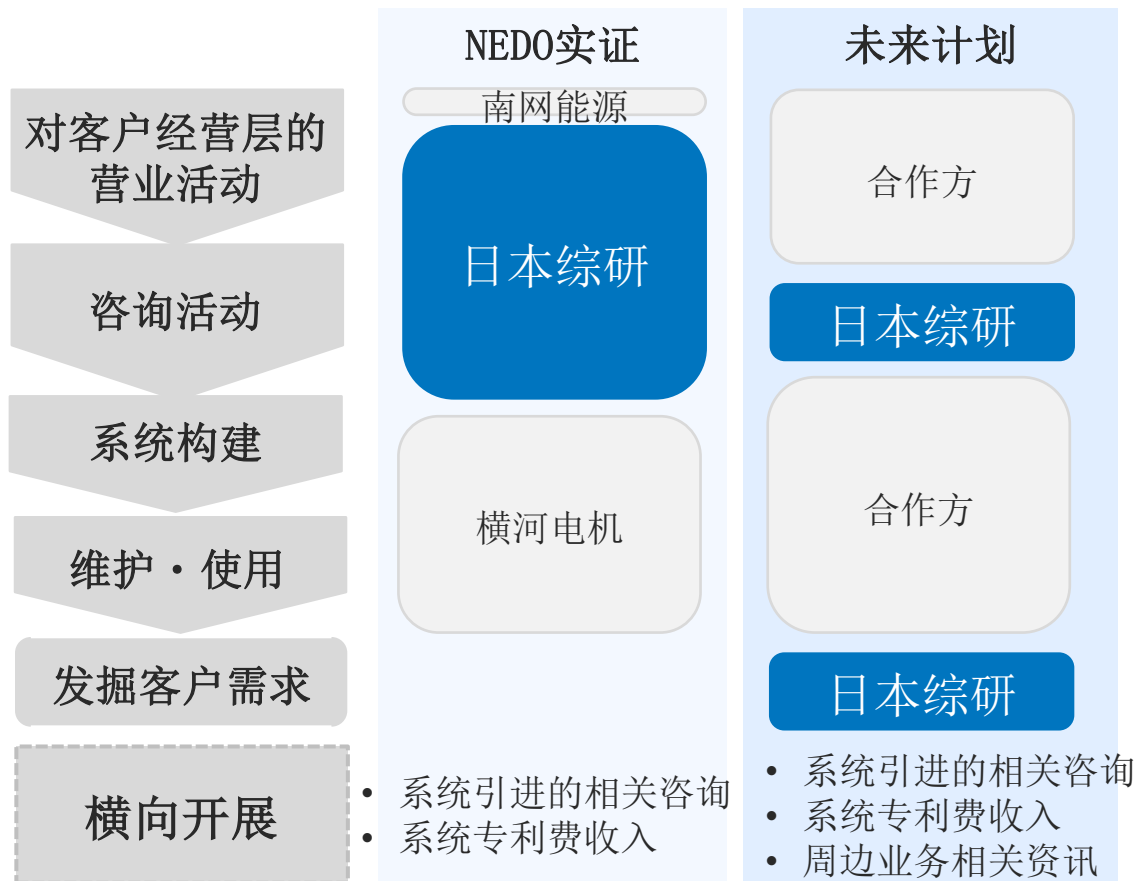 NEDO实证
未来计划
对客户经营层的
营业活动
南网能源
日本综研
合作方
咨询活动
日本综研
系统构建
横河电机
合作方
维护・使用
发掘客户需求
日本综研
横向开展
• 系统引进的相关咨询
• 系统专利费收入
• 系统引进的相关咨询
• 系统专利费收入
• 周边业务相关资讯